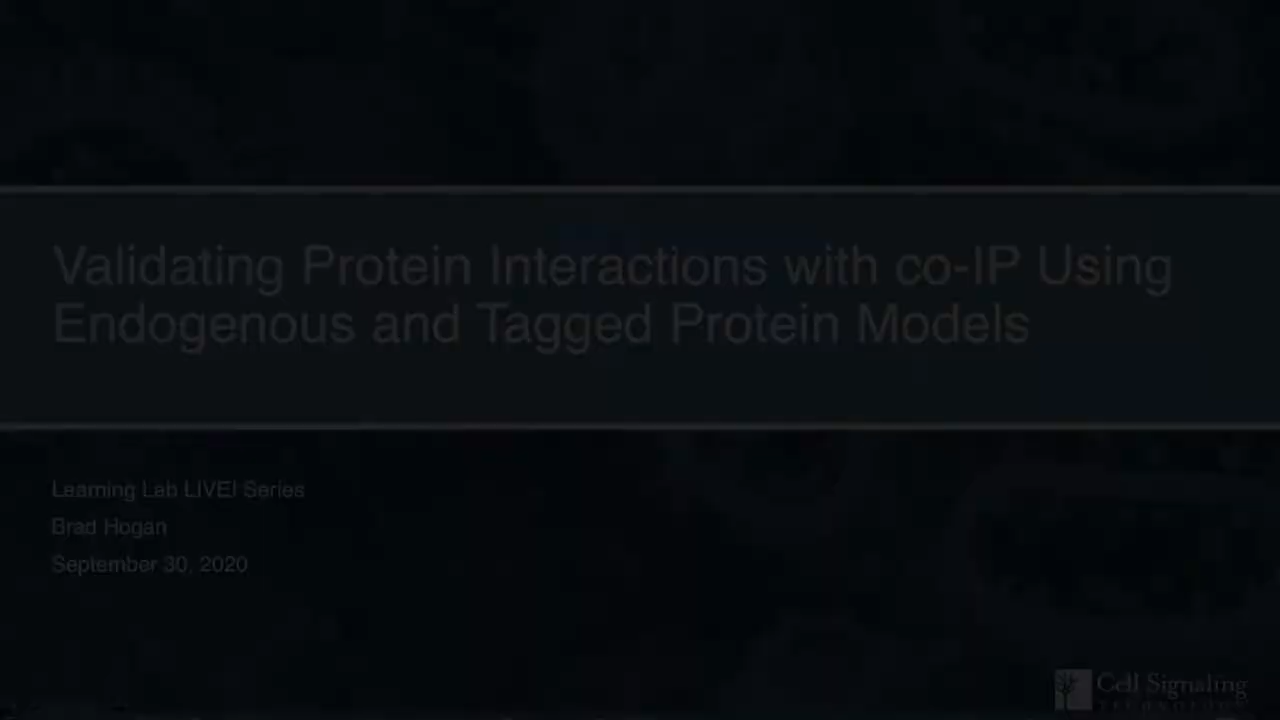 Validating Protein Interactions with co-IP Using
Endogenous and Tagged Protein Models
Learning Lab LIVE! Series
Brad Hogan
September 30, 2020
Cell Signaling
TECHNOLOGY